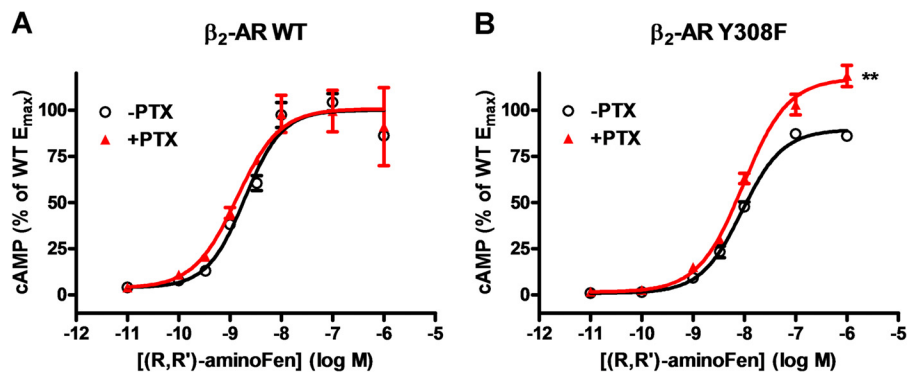 A
β₂-AR WT
cAMP (% of WT Eₘₐₓ)
100
75
50
25
0
-PTX
+PTX
-12 -11 -10 -9 -8 -7 -6 -5
[(R,R')-aminoFen] (log M)
B
β₂-AR Y308F
cAMP (% of WT Eₘₐₓ)
100
75
50
25
0
-PTX
+PTX
**
-12 -11 -10 -9 -8 -7 -6 -5
[(R,R')-aminoFen] (log M)